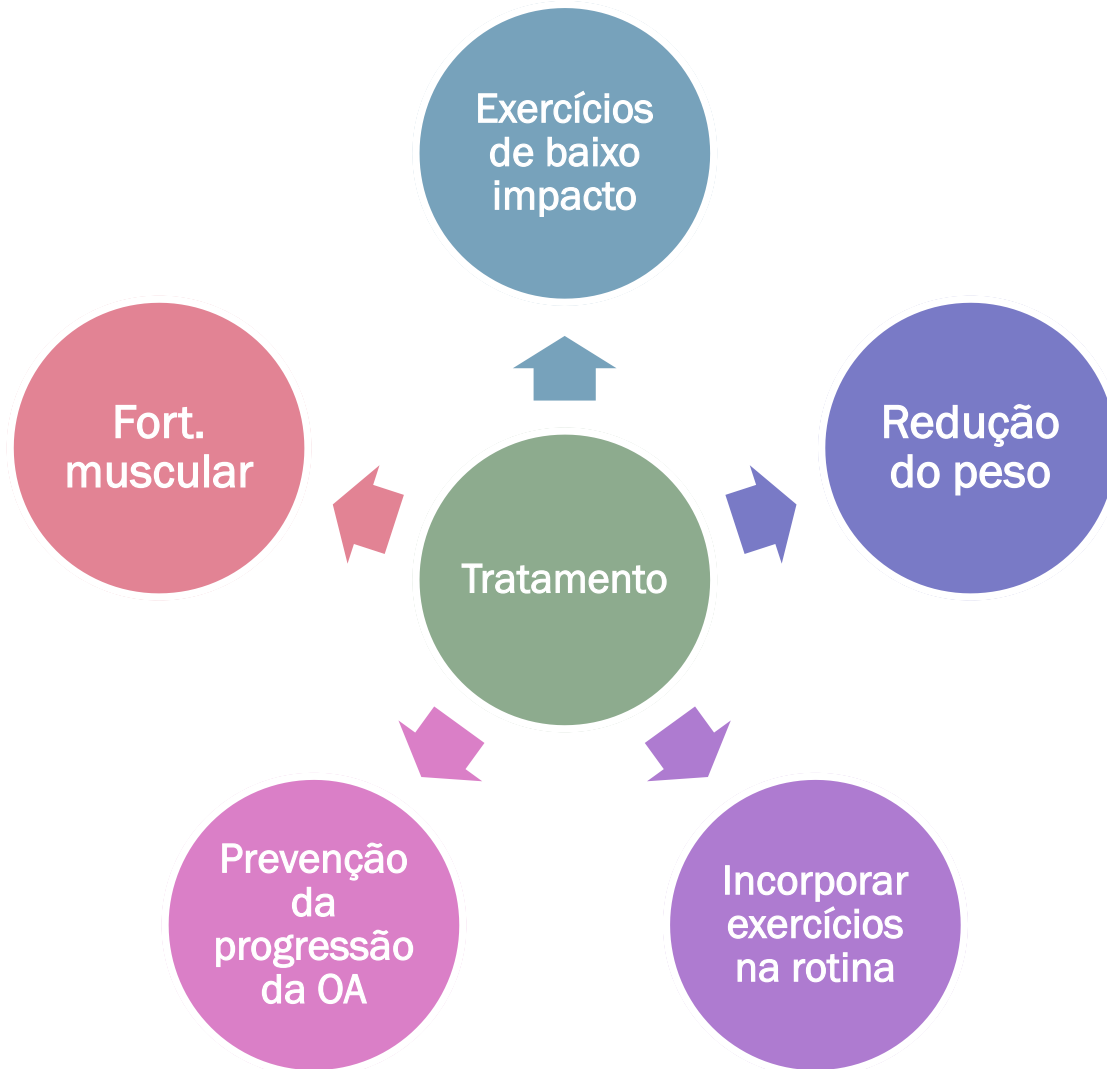 Exercícios
de baixo
impacto
Fort.
muscular
Redução
do peso
Tratamento
Prevenção
da
progressão
da OA
Incorporar
exercícios
na rotina